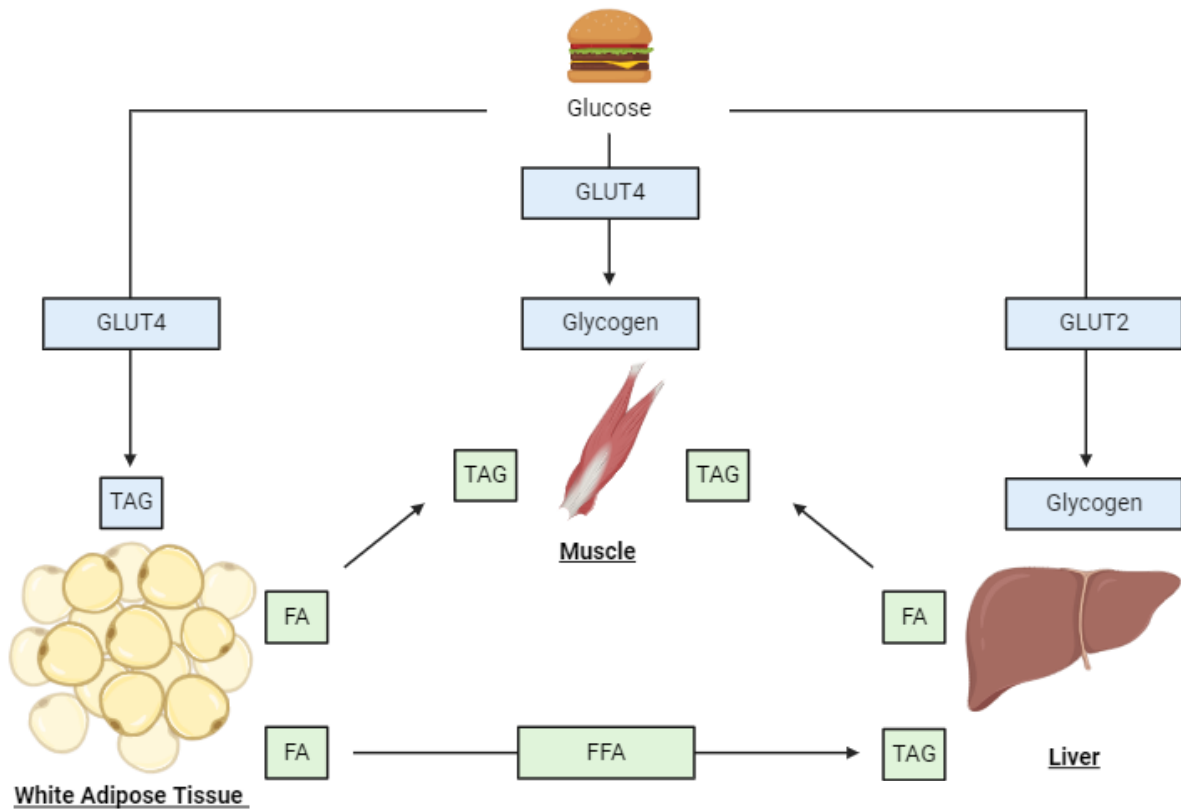 Glucose
GLUT4
GLUT4
Glycogen
GLUT2
TAG
TAG
TAG
Glycogen
Muscle
FA
FA
FA
FFA
TAG
Liver
White Adipose Tissue